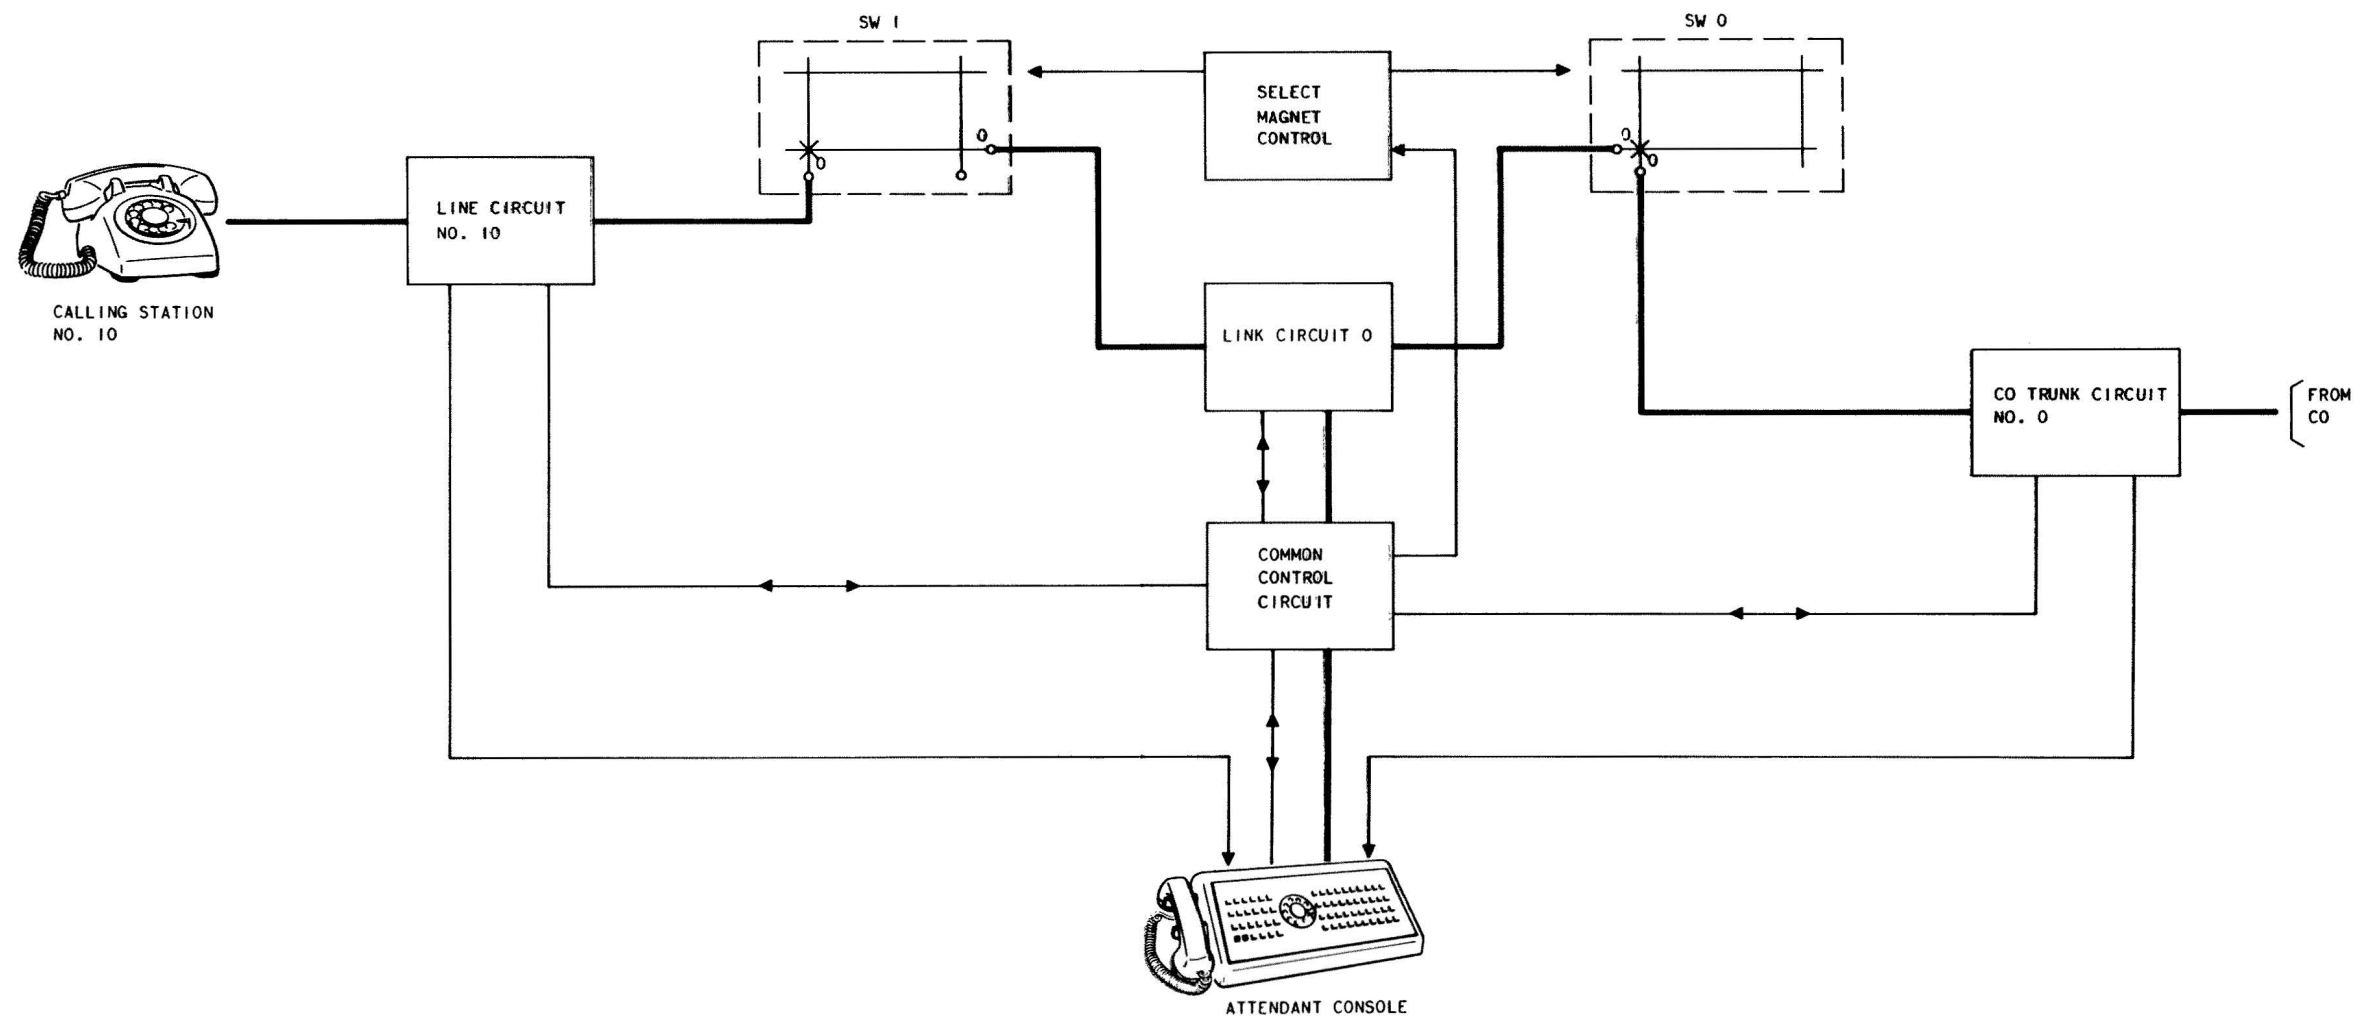 SW 1
SW 0
SELECT
MAGNET
CONTROL
0
0
0
0
LINE CIRCUIT
NO. 10
CALLING STATION
NO. 10
LINK CIRCUIT 0
CO TRUNK CIRCUIT
NO. 0
FROM
CO
COMMON
CONTROL
CIRCUIT
ATTENDANT CONSOLE